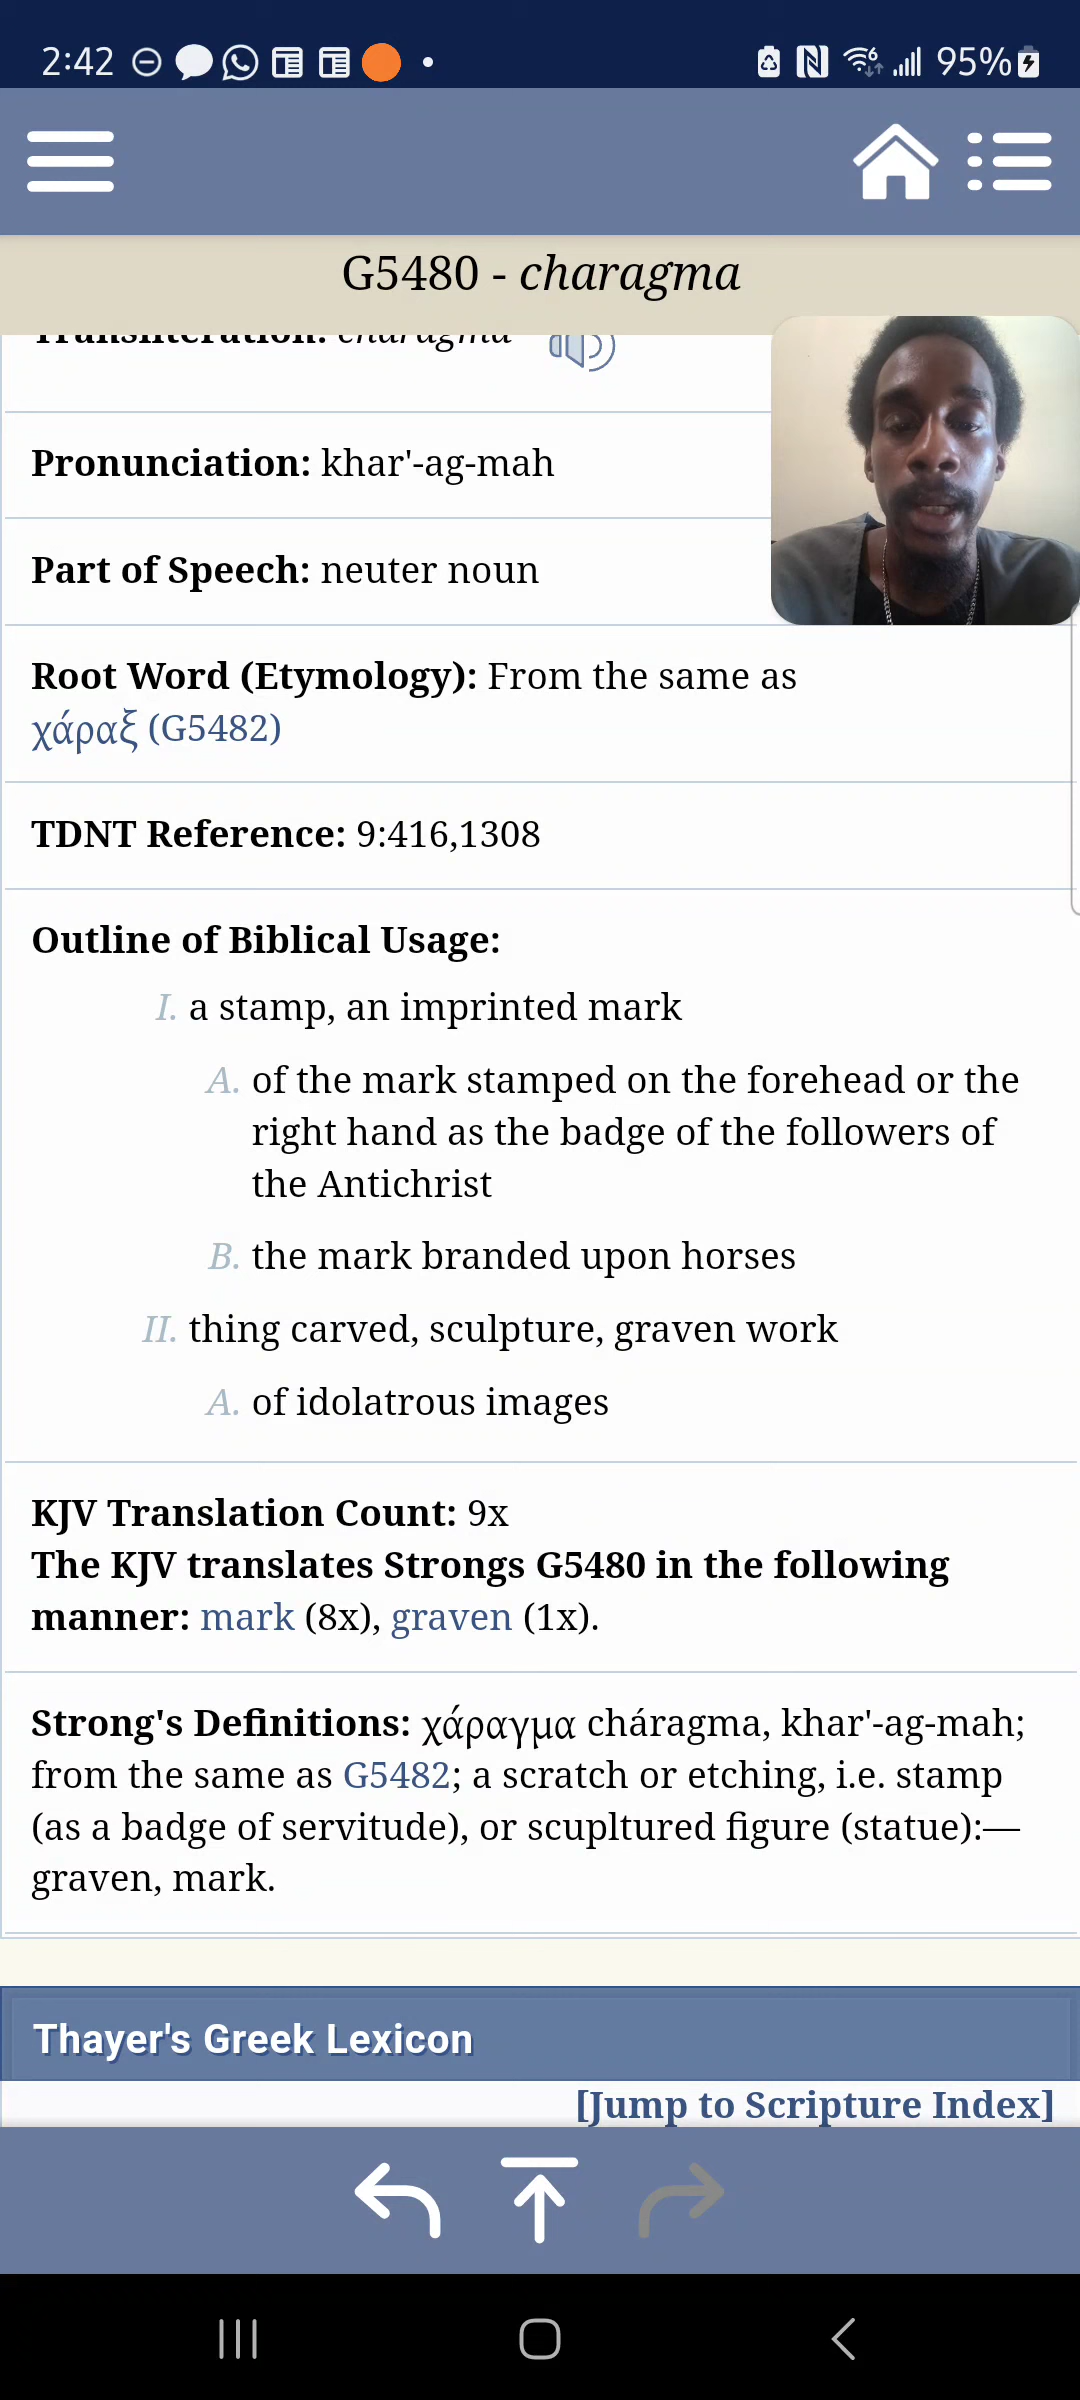 2:42 95%
G5480 - charagma
Transliteration: charagma
Pronunciation: khar'-ag-mah
Part of Speech: neuter noun
Root Word (Etymology): From the same as
χάραξ (G5482)
TDNT Reference: 9:416,1308
Outline of Biblical Usage:
I. a stamp, an imprinted mark
A. of the mark stamped on the forehead or the
right hand as the badge of the followers of
the Antichrist
B. the mark branded upon horses
II. thing carved, sculpture, graven work
A. of idolatrous images
KJV Translation Count: 9x
The KJV translates Strongs G5480 in the following
manner: mark (8x), graven (1x).
Strong's Definitions: χάραγμα cháragma, khar'-ag-mah;
from the same as G5482; a scratch or etching, i.e. stamp
(as a badge of servitude), or scupltured figure (statue):—
graven, mark.
Thayer's Greek Lexicon
[Jump to Scripture Index]